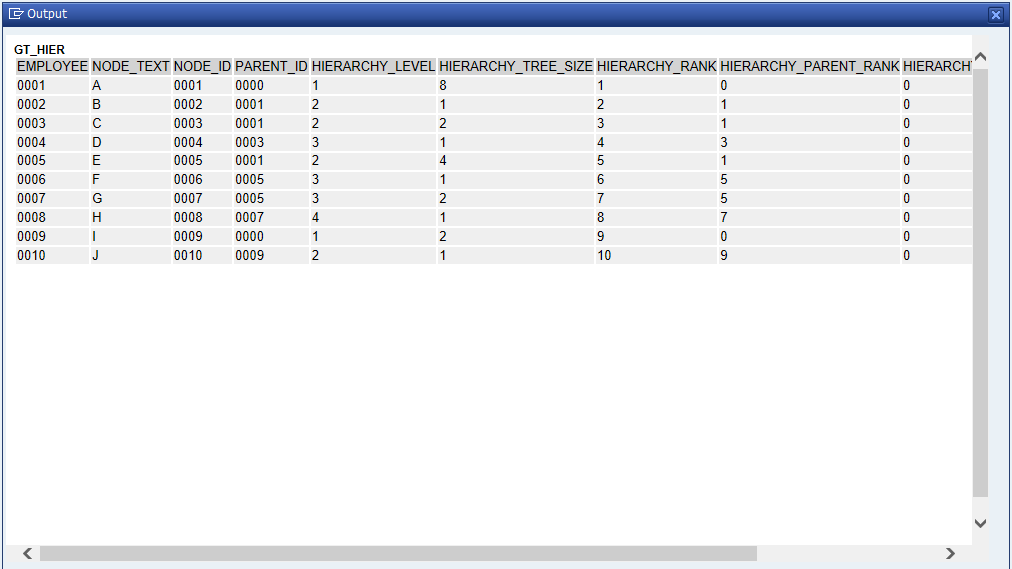 Output
GT_HIER
EMPLOYEE NODE_TEXT NODE_ID PARENT_ID HIERARCHY_LEVEL HIERARCHY_TREE_SIZE HIERARCHY_RANK HIERARCHY_PARENT_RANK HIERARCHY
0001 A 0001 0000 1 8 1 0 0
0002 B 0002 0001 2 1 2 1 0
0003 C 0003 0001 2 2 3 1 0
0004 D 0004 0003 3 1 4 3 0
0005 E 0005 0001 2 4 5 1 0
0006 F 0006 0005 3 1 6 5 0
0007 G 0007 0005 3 2 7 5 0
0008 H 0008 0007 4 1 8 7 0
0009 I 0009 0000 1 2 9 0 0
0010 J 0010 0009 2 1 10 9 0